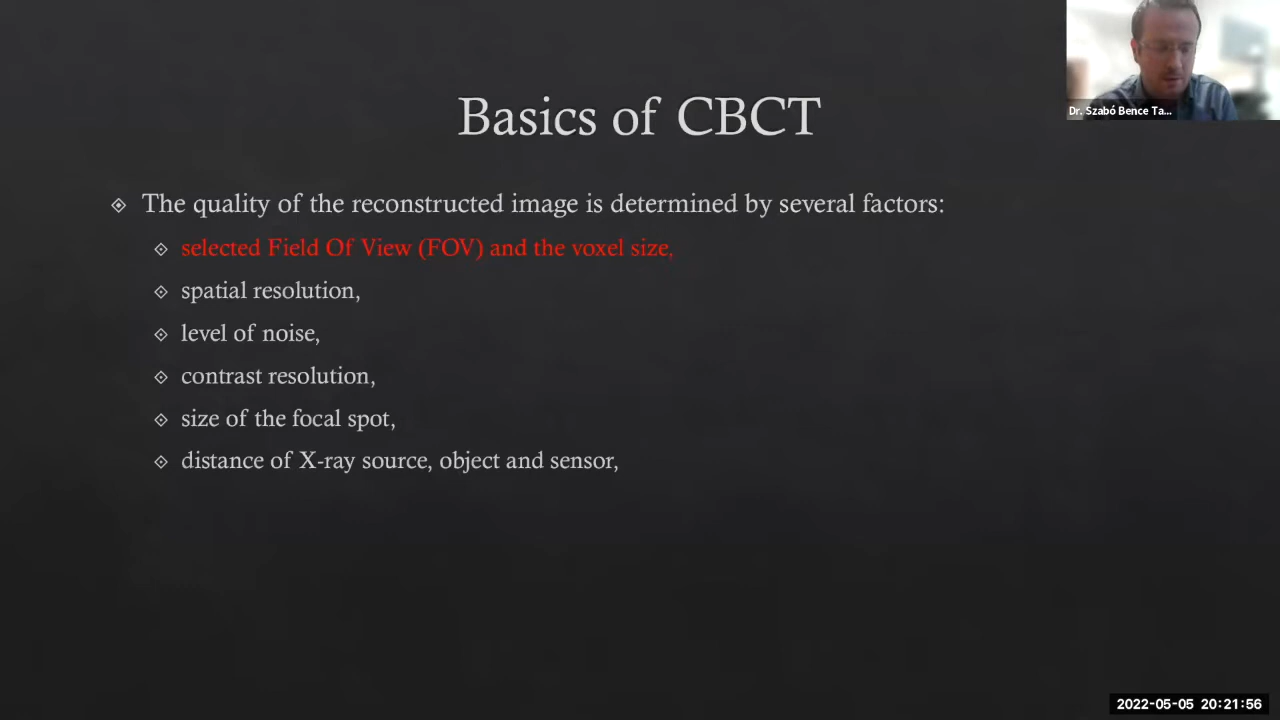 Dr. Szabó Bence Ta...
Basics of CBCT
The quality of the reconstructed image is determined by several factors:
selected Field Of View (FOV) and the voxel size,
spatial resolution,
level of noise,
contrast resolution,
size of the focal spot,
distance of X-ray source, object and sensor,
2022-05-05 20:21:56